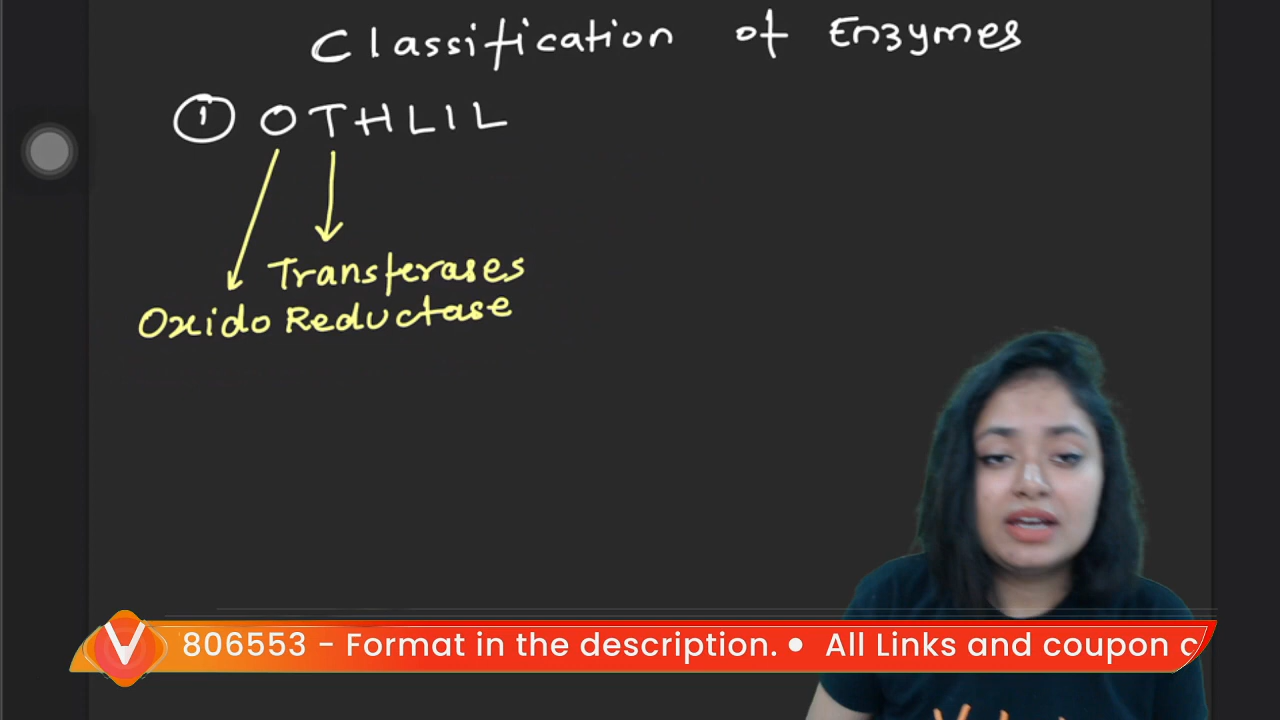 Classification of Enzymes
① OTHLIL
Transferases
Oxido Reductase
806553 - Format in the description. • All Links and coupon